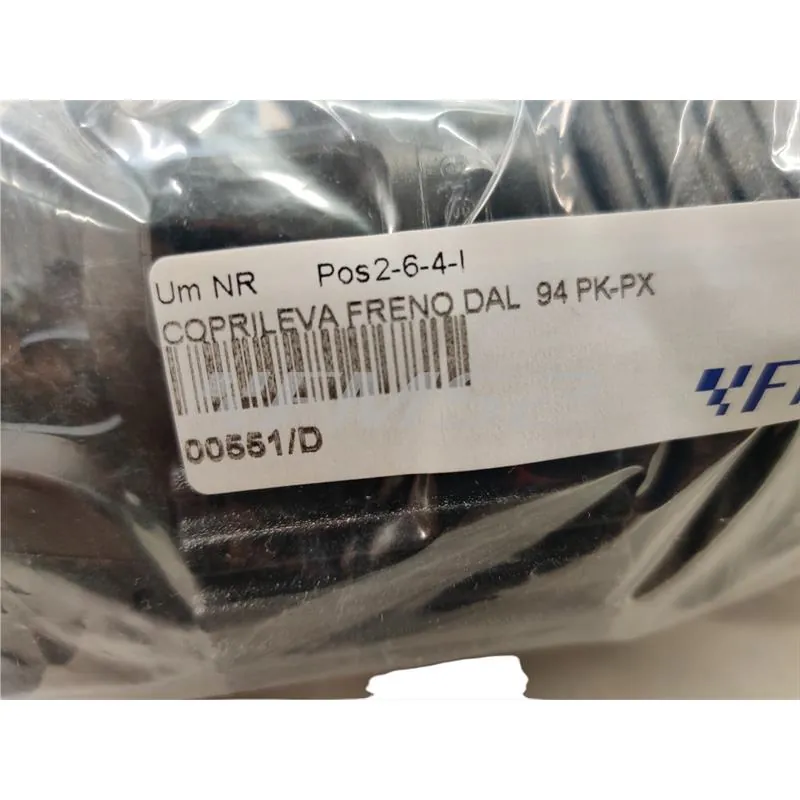 Um NR Pos2-6-4-I
COPRILEVA FRENO DAL 94 PK-PX
00551/D